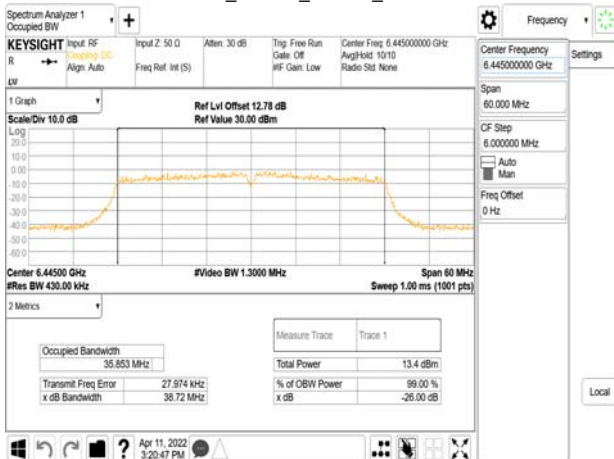 Spectrum Analyzer 1
Occupied BW
Frequency
KEYSIGHT
Input: RF
Coupling: DC
Align: Auto
Input Z: 50 Ω
Freq Ref: Int (S)
Atten: 30 dB
Trig: Free Run
Gate: Off
#IF Gain: Low
Center Freq: 6.445000000 GHz
Avg|Hold: 10/10
Radio Std: None
R
Center Frequency
6.445000000 GHz
Settings
Span
60.000 MHz
CF Step
6.000000 MHz
Auto
Man
Freq Offset
0 Hz
Local
1 Graph
Scale/Div 10.0 dB
Ref Lvl Offset 12.78 dB
Ref Value 30.00 dBm
Log
20.0
10.0
0.00
-10.0
-20.0
-30.0
-40.0
-50.0
-60.0
Center 6.44500 GHz
#Res BW 430.00 kHz
#Video BW 1.3000 MHz
Span 60 MHz
Sweep 1.00 ms (1001 pts)
2 Metrics
Measure Trace
Trace 1
Occupied Bandwidth
35.853 MHz
Total Power
13.4 dBm
Transmit Freq Error
27.974 kHz
% of OBW Power
99.00 %
x dB Bandwidth
38.72 MHz
x dB
-26.00 dB
Apr 11, 2022
3:20:47 PM